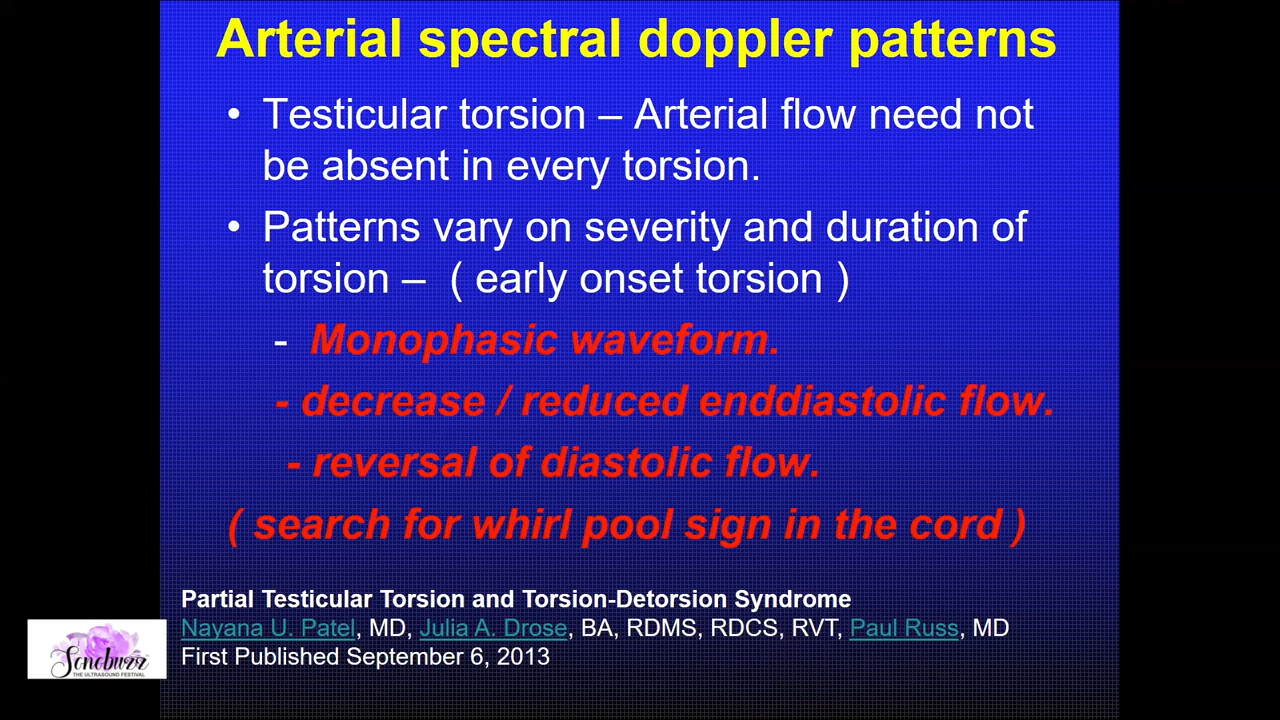 Arterial spectral doppler patterns
• Testicular torsion – Arterial flow need not
be absent in every torsion.
• Patterns vary on severity and duration of
torsion – ( early onset torsion )
- Monophasic waveform.
- decrease / reduced enddiastolic flow.
- reversal of diastolic flow.
( search for whirl pool sign in the cord )
Partial Testicular Torsion and Torsion-Detorsion Syndrome
Nayana U. Patel, MD, Julia A. Drose, BA, RDMS, RDCS, RVT, Paul Russ, MD
First Published September 6, 2013
Sonobuzz
THE ULTRASOUND FESTIVAL